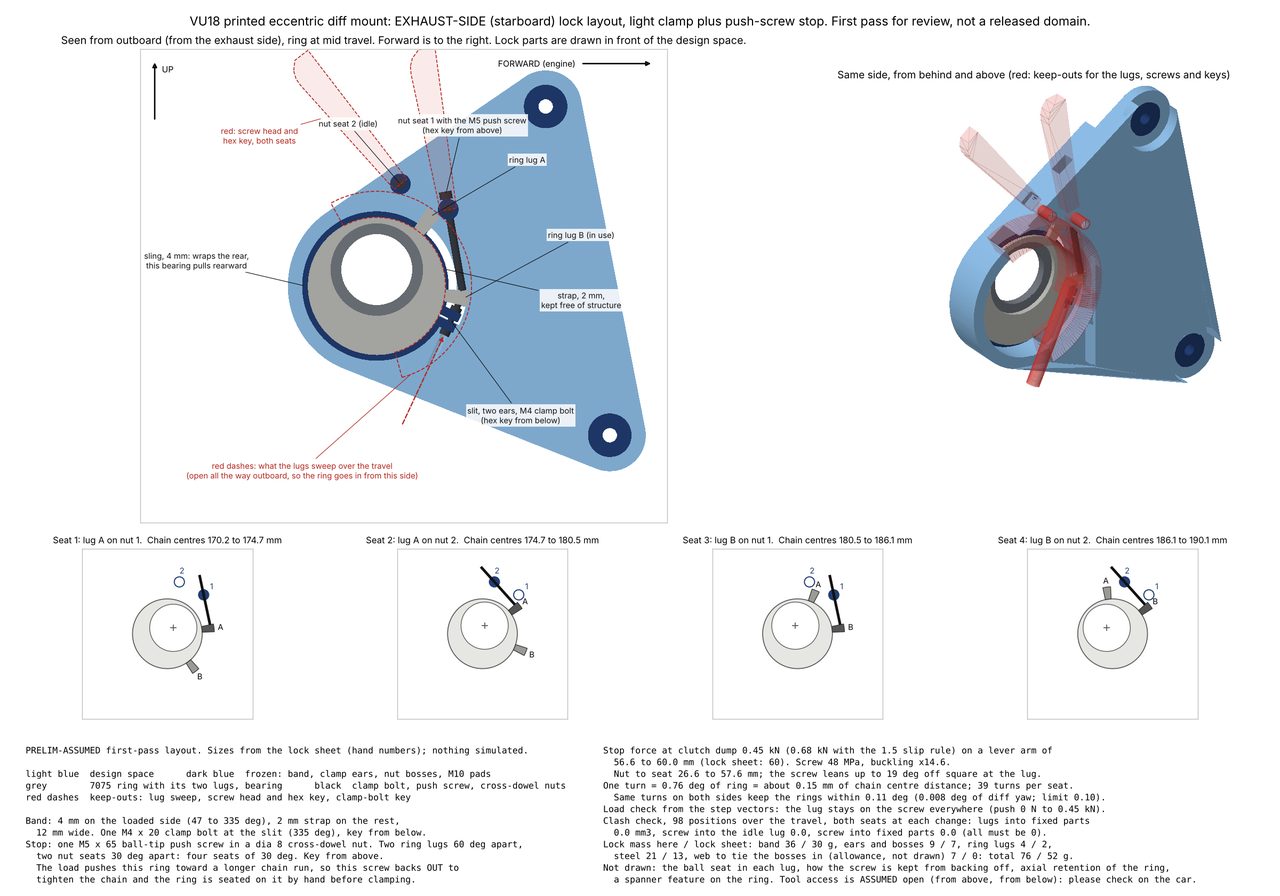 VU18 printed eccentric diff mount: EXHAUST-SIDE (starboard) lock layout, light clamp plus push-screw stop. First pass for review, not a released domain.
Seen from outboard (from the exhaust side), ring at mid travel. Forward is to the right. Lock parts are drawn in front of the design space.
Same side, from behind and above (red: keep-outs for the lugs, screws and keys)
UP
FORWARD (engine)
red: screw head and
hex key, both seats
nut seat 2 (idle)
nut seat 1 with the M5 push screw
(hex key from above)
ring lug A
ring lug B (in use)
sling, 4 mm: wraps the rear,
this bearing pulls rearward
strap, 2 mm,
kept free of structure
slit, two ears, M4 clamp bolt
(hex key from below)
red dashes: what the lugs sweep over the travel
(open all the way outboard, so the ring goes in from this side)
Seat 1: lug A on nut 1.  Chain centres 170.2 to 174.7 mm
2
1
A
B
Seat 2: lug A on nut 2.  Chain centres 174.7 to 180.5 mm
2
1
A
B
Seat 3: lug B on nut 1.  Chain centres 180.5 to 186.1 mm
2
A
1
B
Seat 4: lug B on nut 2.  Chain centres 186.1 to 190.1 mm
2
A
1
B
PRELIM-ASSUMED first-pass layout. Sizes from the lock sheet (hand numbers); nothing simulated.
light blue  design space      dark blue  frozen: band, clamp ears, nut bosses, M10 pads
grey        7075 ring with its two lugs, bearing      black  clamp bolt, push screw, cross-dowel nuts
red dashes  keep-outs: lug sweep, screw head and hex key, clamp-bolt key
Band: 4 mm on the loaded side (47 to 335 deg), 2 mm strap on the rest,
12 mm wide. One M4 x 20 clamp bolt at the slit (335 deg), key from below.
Stop: one M5 x 65 ball-tip push screw in a dia 8 cross-dowel nut. Two ring lugs 60 deg apart,
two nut seats 30 deg apart: four seats of 30 deg. Key from above.
The load pushes this ring toward a longer chain run, so this screw backs OUT to
tighten the chain and the ring is seated on it by hand before clamping.
Stop force at clutch dump 0.45 kN (0.68 kN with the 1.5 slip rule) on a lever arm of
56.6 to 60.0 mm (lock sheet: 60). Screw 48 MPa, buckling x14.6.
Nut to seat 26.6 to 57.6 mm; the screw leans up to 19 deg off square at the lug.
One turn = 0.76 deg of ring = about 0.15 mm of chain centre distance; 39 turns per seat.
Same turns on both sides keep the rings within 0.11 deg (0.008 deg of diff yaw; limit 0.10).
Load check from the step vectors: the lug stays on the screw everywhere (push 0 N to 0.45 kN).
Clash check, 98 positions over the travel, both seats at each change: lugs into fixed parts
0.0 mm3, screw into the idle lug 0.0, screw into fixed parts 0.0 (all must be 0).
Lock mass here / lock sheet: band 36 / 30 g, ears and bosses 9 / 7, ring lugs 4 / 2,
steel 21 / 13, web to tie the bosses in (allowance, not drawn) 7 / 0: total 76 / 52 g.
Not drawn: the ball seat in each lug, how the screw is kept from backing off, axial retention of the ring,
a spanner feature on the ring. Tool access is ASSUMED open (from above, from below): please check on the car.